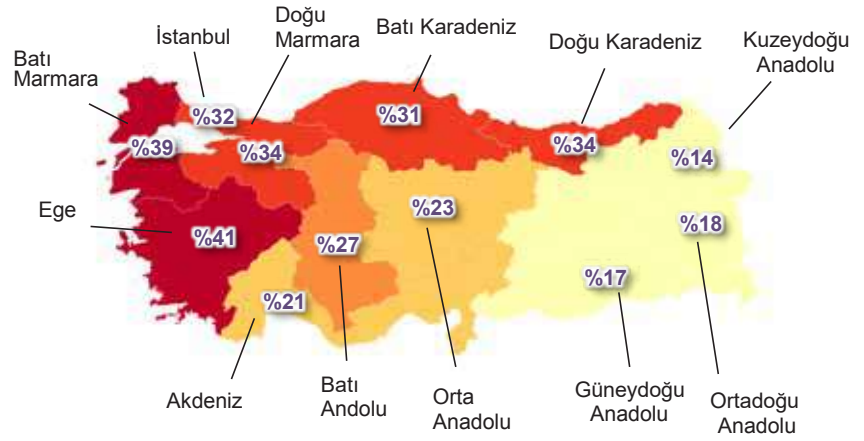 İstanbul
Doğu
Marmara
Batı Karadeniz
Doğu Karadeniz
Kuzeydoğu
Anadolu
Batı
Marmara
%32
%31
%39
%34
%34
%14
Ege
%41
%27
%23
%18
%21
%17
Akdeniz
Batı
Andolu
Orta
Anadolu
Güneydoğu
Anadolu
Ortadoğu
Anadolu